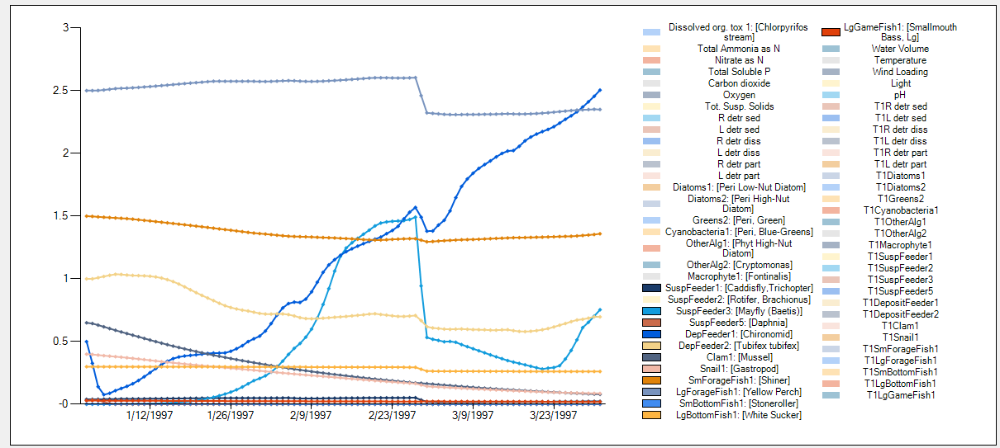 3
2.5
2
1.5
1
0.5
-0
1/12/1997
1/26/1997
2/9/1997
2/23/1997
3/9/1997
3/23/1997
Dissolved org. tox 1: [Chlorpyrifos
stream]
Total Ammonia as N
Nitrate as N
Total Soluble P
Carbon dioxide
Oxygen
Tot. Susp. Solids
R detr sed
L detr sed
R detr diss
L detr diss
R detr part
L detr part
Diatoms1: [Peri Low-Nut Diatom]
Diatoms2: [Peri High-Nut
Diatom]
Greens2: [Peri, Green]
Cyanobacteria1: [Peri, Blue-Greens]
OtherAlg1: [Phyt High-Nut
Diatom]
OtherAlg2: [Cryptomonas]
Macrophyte1: [Fontinalis]
SuspFeeder1: [Caddisfly,Trichopter]
SuspFeeder2: [Rotifer, Brachionus]
SuspFeeder3: [Mayfly (Baetis)]
SuspFeeder5: [Daphnia]
DepFeeder1: [Chironomid]
DepFeeder2: [Tubifex tubifex]
Clam1: [Mussel]
Snail1: [Gastropod]
SmForageFish1: [Shiner]
LgForageFish1: [Yellow Perch]
SmBottomFish1: [Stoneroller]
LgBottomFish1: [White Sucker]
LgGameFish1: [Smallmouth
Bass, Lg]
Water Volume
Temperature
Wind Loading
Light
pH
T1R detr sed
T1L detr sed
T1R detr diss
T1L detr diss
T1R detr part
T1L detr part
T1Diatoms1
T1Diatoms2
T1Greens2
T1Cyanobacteria1
T1OtherAlg1
T1OtherAlg2
T1Macrophyte1
T1SuspFeeder1
T1SuspFeeder2
T1SuspFeeder3
T1SuspFeeder5
T1DepositFeeder1
T1DepositFeeder2
T1Clam1
T1Snail1
T1SmForageFish1
T1LgForageFish1
T1SmBottomFish1
T1LgBottomFish1
T1LgGameFish1